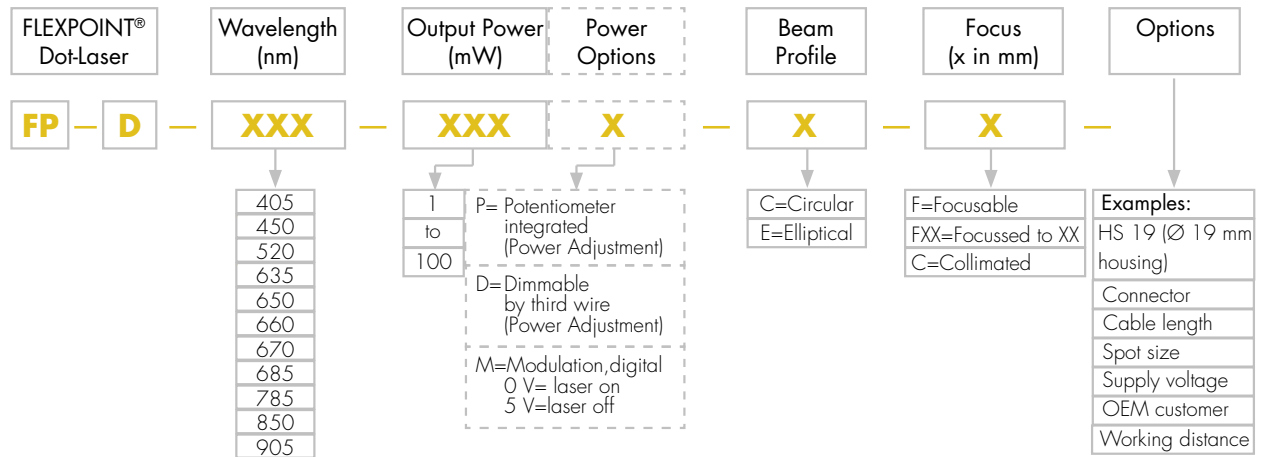 FLEXPOINT®
Dot-Laser
Wavelength
(nm)
Output Power
(mW)
Power
Options
Beam
Profile
Focus
(x in mm)
Options
FP — D — XXX — XXX X — X — X —
405
450
520
635
650
660
670
685
785
850
905
1
to
100
P= Potentiometer
integrated
(Power Adjustment)
D= Dimmable
by third wire
(Power Adjustment)
M=Modulation,digital
0 V= laser on
5 V=laser off
C=Circular
E=Elliptical
F=Focusable
FXX=Focussed to XX
C=Collimated
Examples:
HS 19 (Ø 19 mm
housing)
Connector
Cable length
Spot size
Supply voltage
OEM customer
Working distance